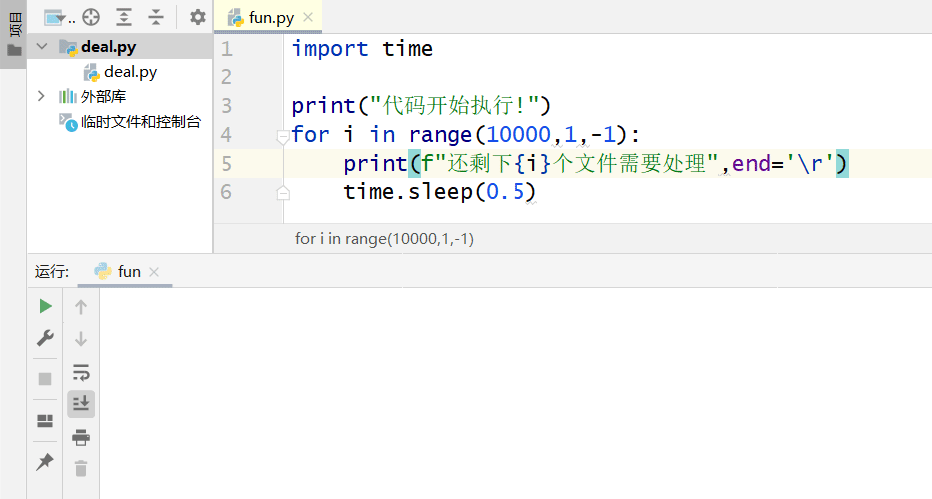 项目
..
fun.py
deal.py
deal.py
外部库
临时文件和控制台
1 import time
2
3 print("代码开始执行!")
4 for i in range(10000,1,-1):
5     print(f"还剩下{i}个文件需要处理",end='\r')
6     time.sleep(0.5)
for i in range(10000,1,-1)
运行: fun